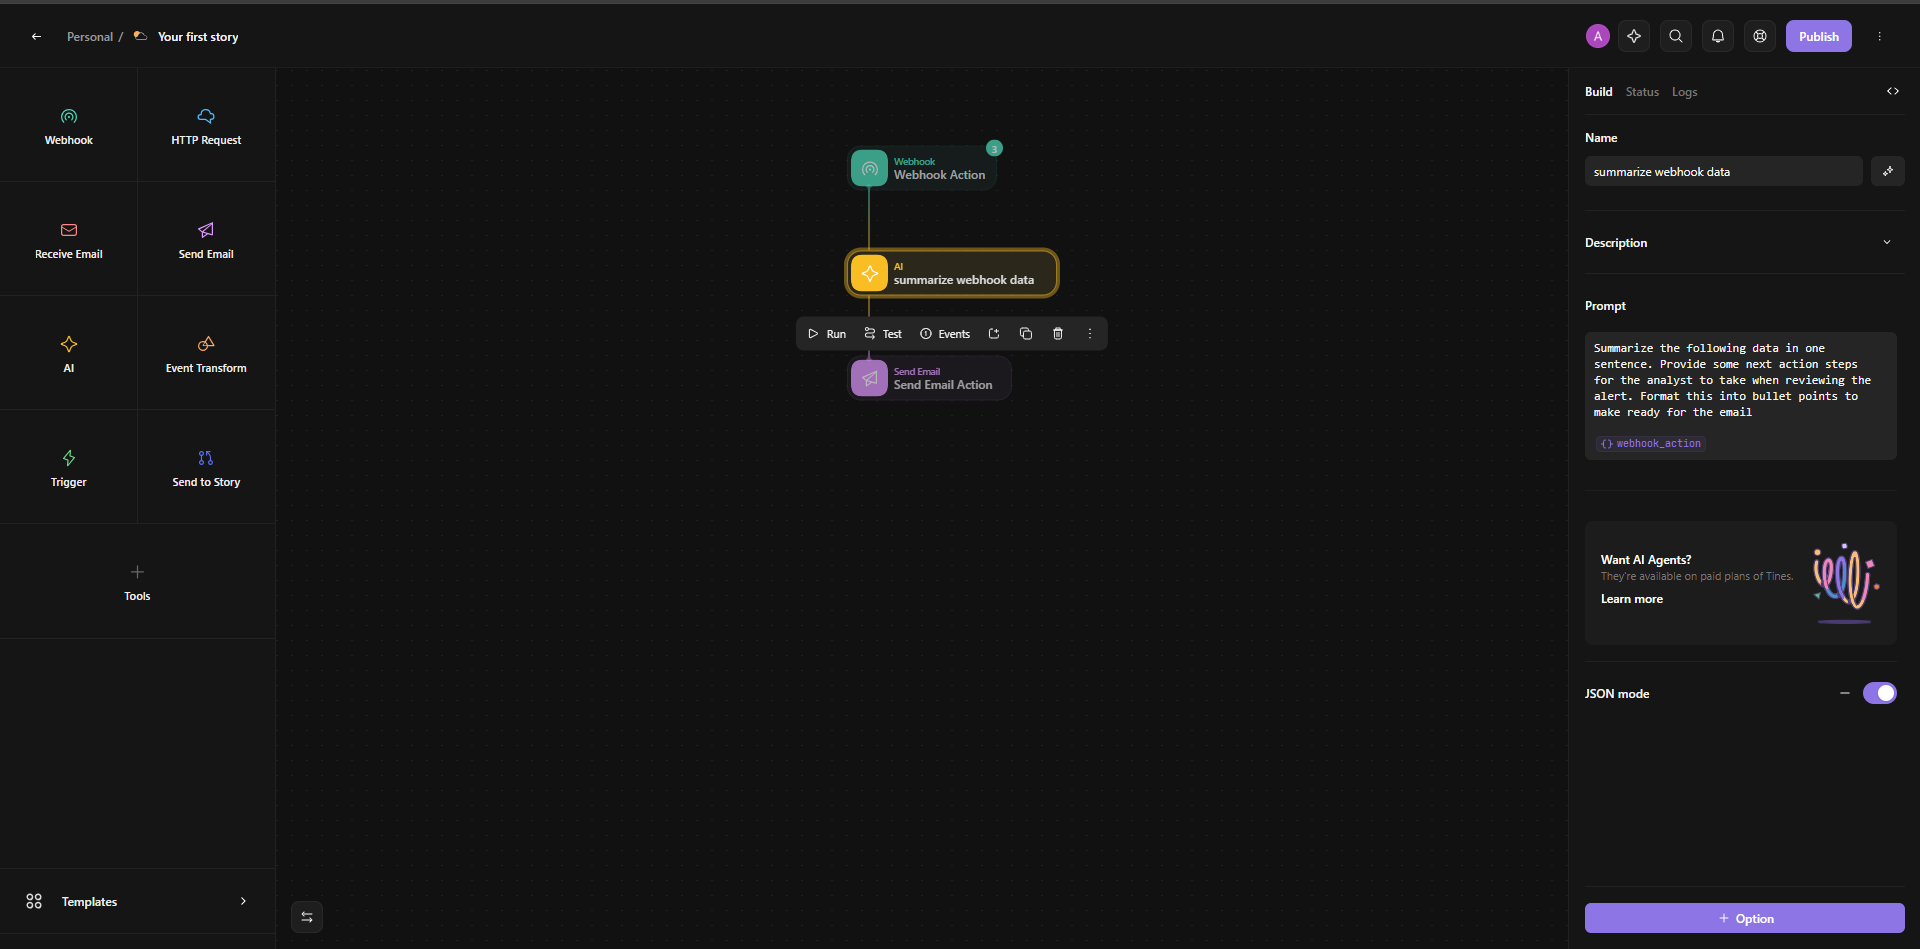 Personal / Your first story
A
Publish
Webhook
HTTP Request
Receive Email
Send Email
AI
Event Transform
Trigger
Send to Story
Tools
Templates
3
Webhook
Webhook Action
AI
summarize webhook data
Run Test Events
Send Email
Send Email Action
Build Status Logs
Name
summarize webhook data
Description
Prompt
Summarize the following data in one
sentence. Provide some next action steps
for the analyst to take when reviewing the
alert. Format this into bullet points to
make ready for the email
{} webhook_action
Want AI Agents?
They're available on paid plans of Tines.
Learn more
JSON mode
+ Option